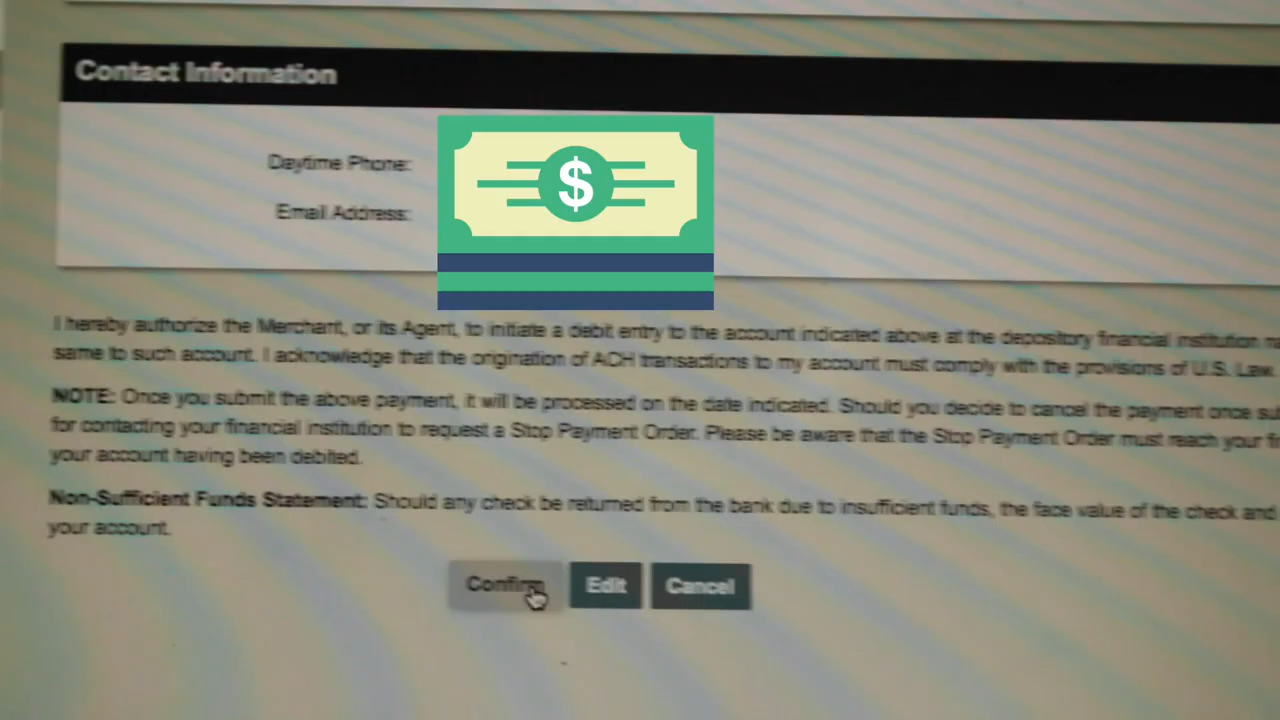 Contact Information
Daytime Phone:
$
Email Address:
I hereby authorize the Merchant, or its Agent, to initiate a debit entry to the account indicated above at the depository financial institution
same to such account. I acknowledge that the origination of ACH transactions to my account must comply with the provisions of U.S. Law.
NOTE: Once you submit the above payment, it will be processed on the date indicated. Should you decide to cancel the payment once
for contacting your financial institution to request a Stop Payment Order. Please be aware that the Stop Payment Order must reach your
your account having been debited.
Non-Sufficient Funds Statement: Should any check be returned from the bank due to insufficient funds, the face value of the check and
your account.
Confirm Edit Cancel